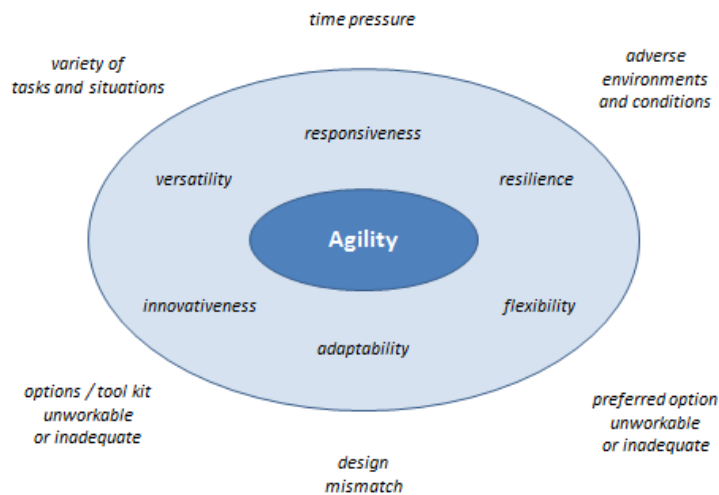 time pressure
variety of
tasks and situations
adverse
environments
and conditions
responsiveness
versatility
resilience
Agility
innovativeness
flexibility
adaptability
options / tool kit
unworkable
or inadequate
preferred option
unworkable
or inadequate
design
mismatch